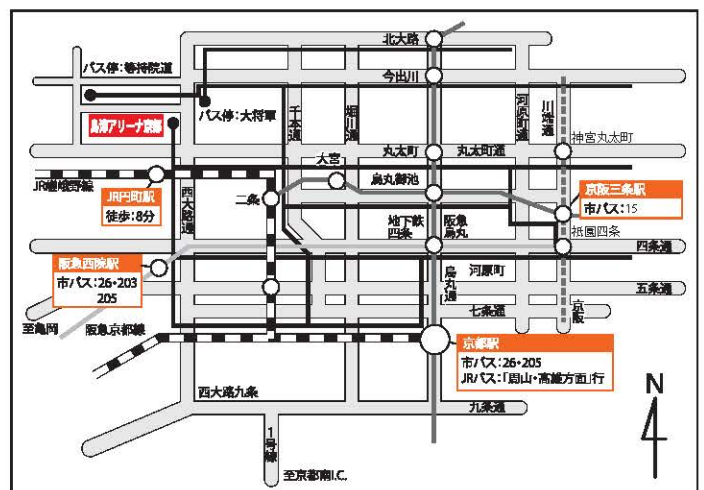 北大路
今出川
バス停：等持院道
バス停：大将軍
島津アリーナ京都
千本通
堀川通
河原町通
川端通
神宮丸太町
丸太町
丸太町通
大宮
烏丸御池
JR嵯峨野線
JR円町駅
徒歩：8分
西大路通
二条
京阪三条駅
市バス：15
祇園四条
地下鉄
四条
阪急
烏丸
四条通
阪急西院駅
市バス：26・203
205
河原町
烏丸通
五条通
七条通
京阪
至亀岡
阪急京都線
京都駅
市バス：26・205
JRバス：「周山・高雄方面」行
西大路九条
九条通
1号線
至京都南I.C.
N